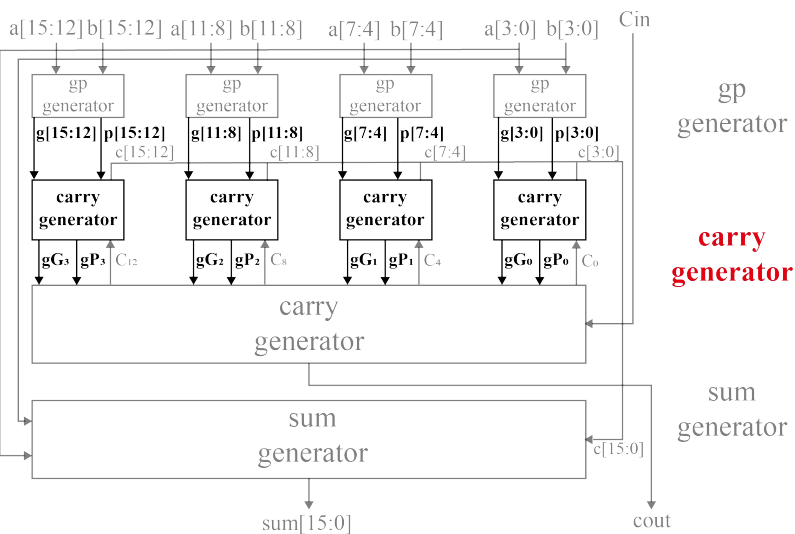 a[15:12] b[15:12] a[11:8] b[11:8] a[7:4] b[7:4] a[3:0] b[3:0] Cin
gp generator gp generator gp generator gp generator
gp
generator
g[15:12] p[15:12] g[11:8] p[11:8] g[7:4] p[7:4] g[3:0] p[3:0]
c[15:12] c[11:8] c[7:4] c[3:0]
carry generator carry generator carry generator carry generator
carry
generator
gG₃ gP₃ C₁₂ gG₂ gP₂ C₈ gG₁ gP₁ C₄ gG₀ gP₀ C₀
carry
generator
sum
generator
sum
generator
c[15:0]
sum[15:0] cout